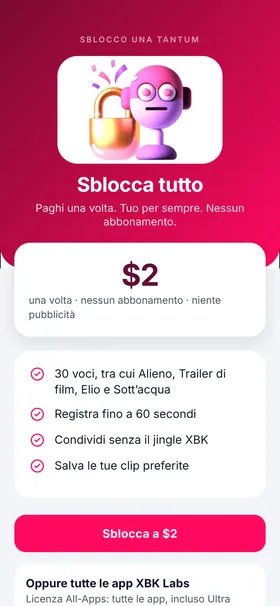 SBLOCCO UNA TANTUM
Sblocca tutto
Paghi una volta. Tuo per sempre. Nessun
abbonamento.
$2
una volta · nessun abbonamento · niente
pubblicità
30 voci, tra cui Alieno, Trailer di
film, Elio e Sott'acqua
Registra fino a 60 secondi
Condividi senza il jingle XBK
Salva le tue clip preferite
Sblocca a $2
Oppure tutte le app XBK Labs
Licenza All-Apps: tutte le app, incluso Ultra